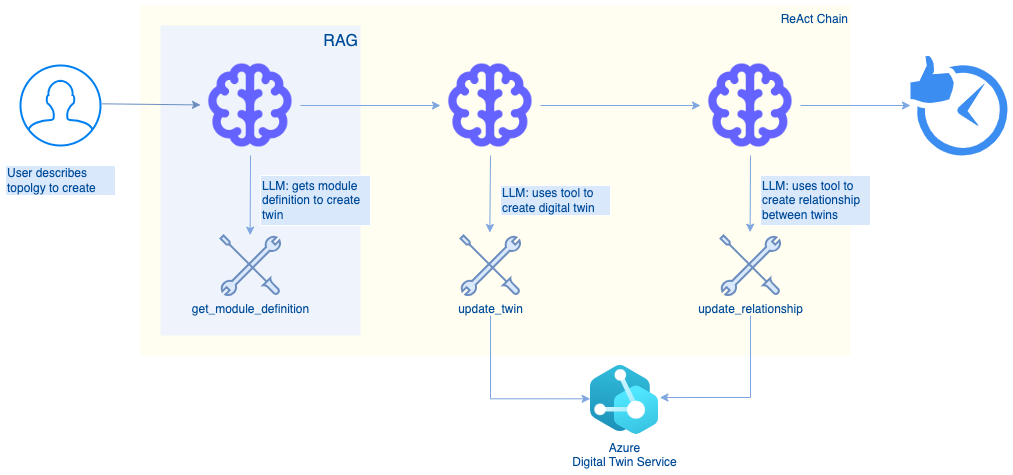 ReAct Chain
RAG
User describes
topolgy to create
LLM: gets module
definition to create
twin
LLM: uses tool to
create digital twin
LLM: uses tool to
create relationship
between twins
get_module_definition
update_twin
update_relationship
Azure
Digital Twin Service